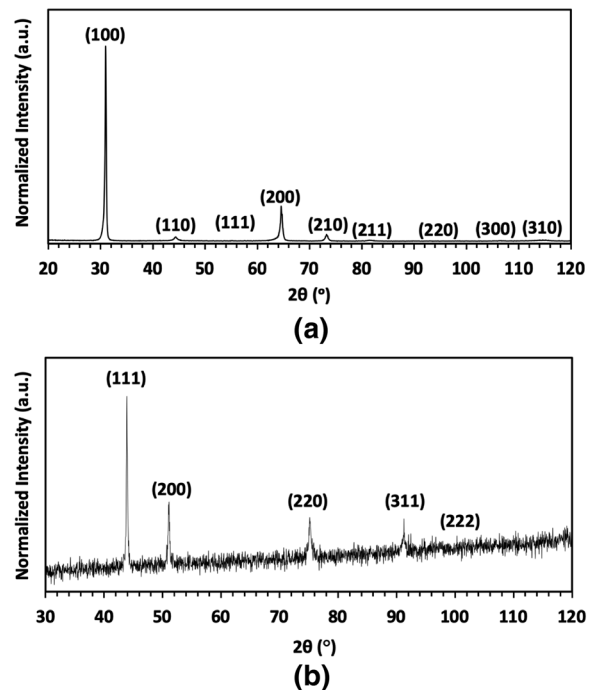 Normalized Intensity (a.u.)
(100)
(110)
(111)
(200)
(210)
(211)
(220)
(300)
(310)
20 30 40 50 60 70 80 90 100 110 120
2θ (º)
(a)
Normalized Intensity (a.u.)
(111)
(200)
(220)
(311)
(222)
30 40 50 60 70 80 90 100 110 120
2θ (°)
(b)